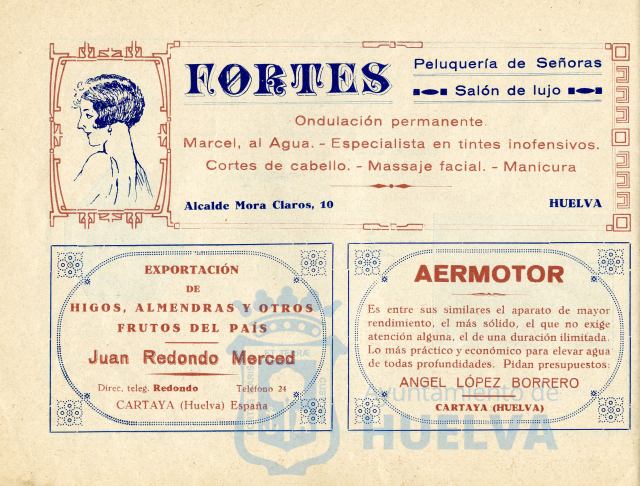 FORTES
Peluquería de Señoras
Salón de lujo
Ondulación permanente.
Marcel, al Agua. - Especialista en tintes inofensivos.
Cortes de cabello. - Massaje facial. - Manicura
Alcalde Mora Claros, 10 HUELVA
EXPORTACIÓN
DE
HIGOS, ALMENDRAS Y OTROS
FRUTOS DEL PAÍS
Juan Redondo Merced
Direc. teleg. Redondo Teléfono 24
CARTAYA (Huelva) España
AERMOTOR
Es entre sus similares el aparato de mayor
rendimiento, el más sólido, el que no exige
atención alguna, el de una duración ilimitada.
Lo más práctico y económico para elevar agua
de todas profundidades. Pidan presupuestos:
ANGEL LÓPEZ BORRERO
CARTAYA (HUELVA)
Ayuntamiento de
HUELVA